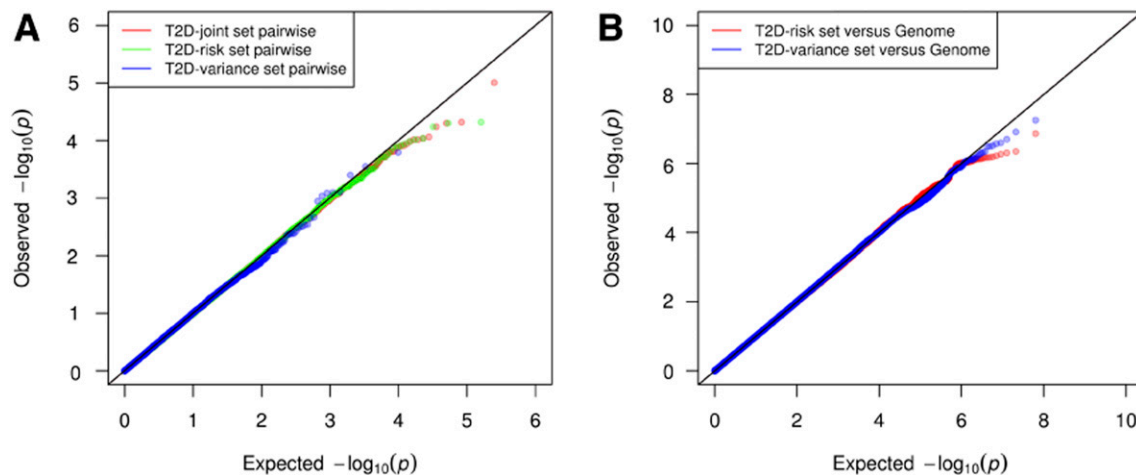 A
T2D-joint set pairwise
T2D-risk set pairwise
T2D-variance set pairwise
Observed −log10(p)
6
5
4
3
2
1
0
0 1 2 3 4 5 6
Expected −log10(p)
B
T2D-risk set versus Genome
T2D-variance set versus Genome
Observed −log10(p)
10
8
6
4
2
0
0 2 4 6 8 10
Expected −log10(p)